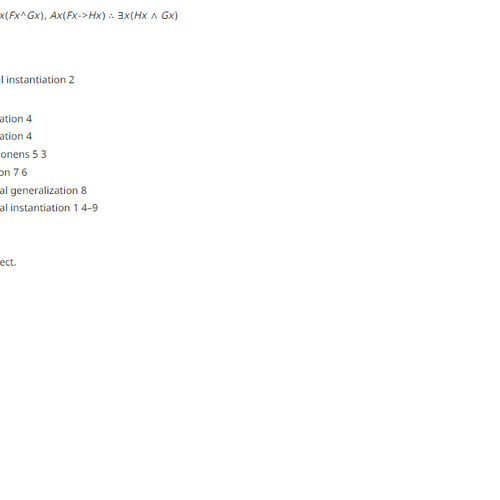 x(Fx^Gx), Ax(Fx->Hx) ∴ ∃x(Hx ∧ Gx)
l instantiation 2
ation 4
ation 4
onens 5 3
on 7 6
al generalization 8
al instantiation 1 4–9
ect.